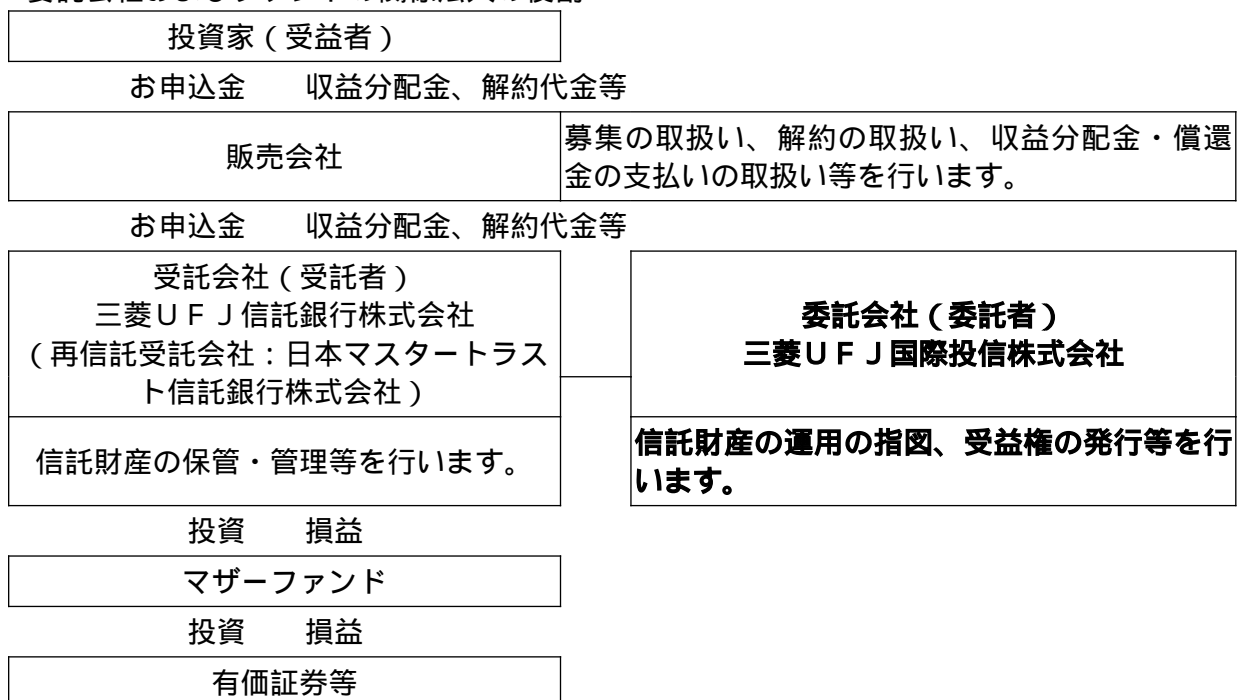 委託会社およびファンドの関係法人の役割
投資家(受益者)
お申込金　　収益分配金、解約代金等
販売会社
募集の取扱い、解約の取扱い、収益分配金・償還
金の支払いの取扱い等を行います。
お申込金　　収益分配金、解約代金等
受託会社(受託者)
三菱UFJ信託銀行株式会社
(再信託受託会社:日本マスタートラス
ト信託銀行株式会社)
委託会社(委託者)
三菱UFJ国際投信株式会社
信託財産の保管・管理等を行います。
信託財産の運用の指図、受益権の発行等を行
います。
投資　　損益
マザーファンド
投資　　損益
有価証券等